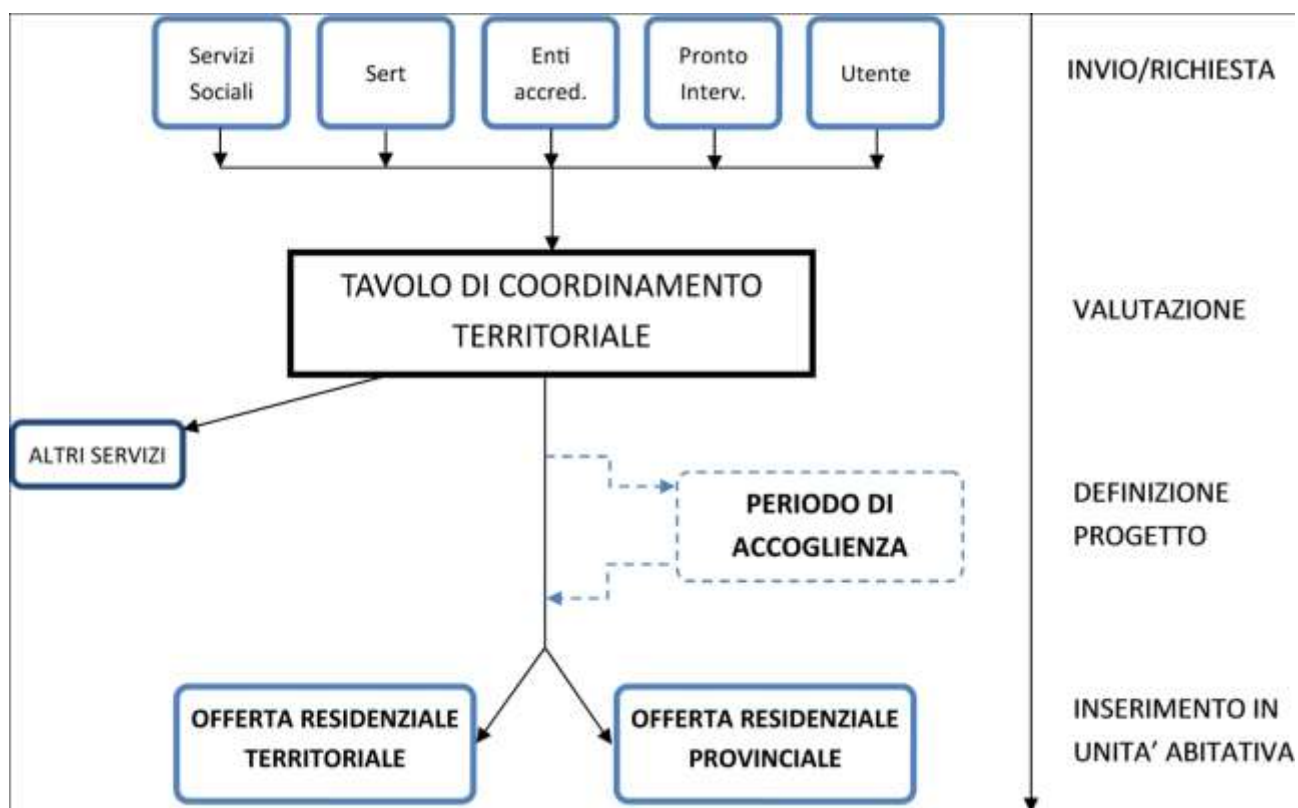 Servizi
Sociali
Sert
Enti
accred.
Pronto
Interv.
Utente
INVIO/RICHIESTA
TAVOLO DI COORDINAMENTO
TERRITORIALE
VALUTAZIONE
ALTRI SERVIZI
PERIODO DI
ACCOGLIENZA
DEFINIZIONE
PROGETTO
OFFERTA RESIDENZIALE
TERRITORIALE
OFFERTA RESIDENZIALE
PROVINCIALE
INSERIMENTO IN
UNITA’ ABITATIVA